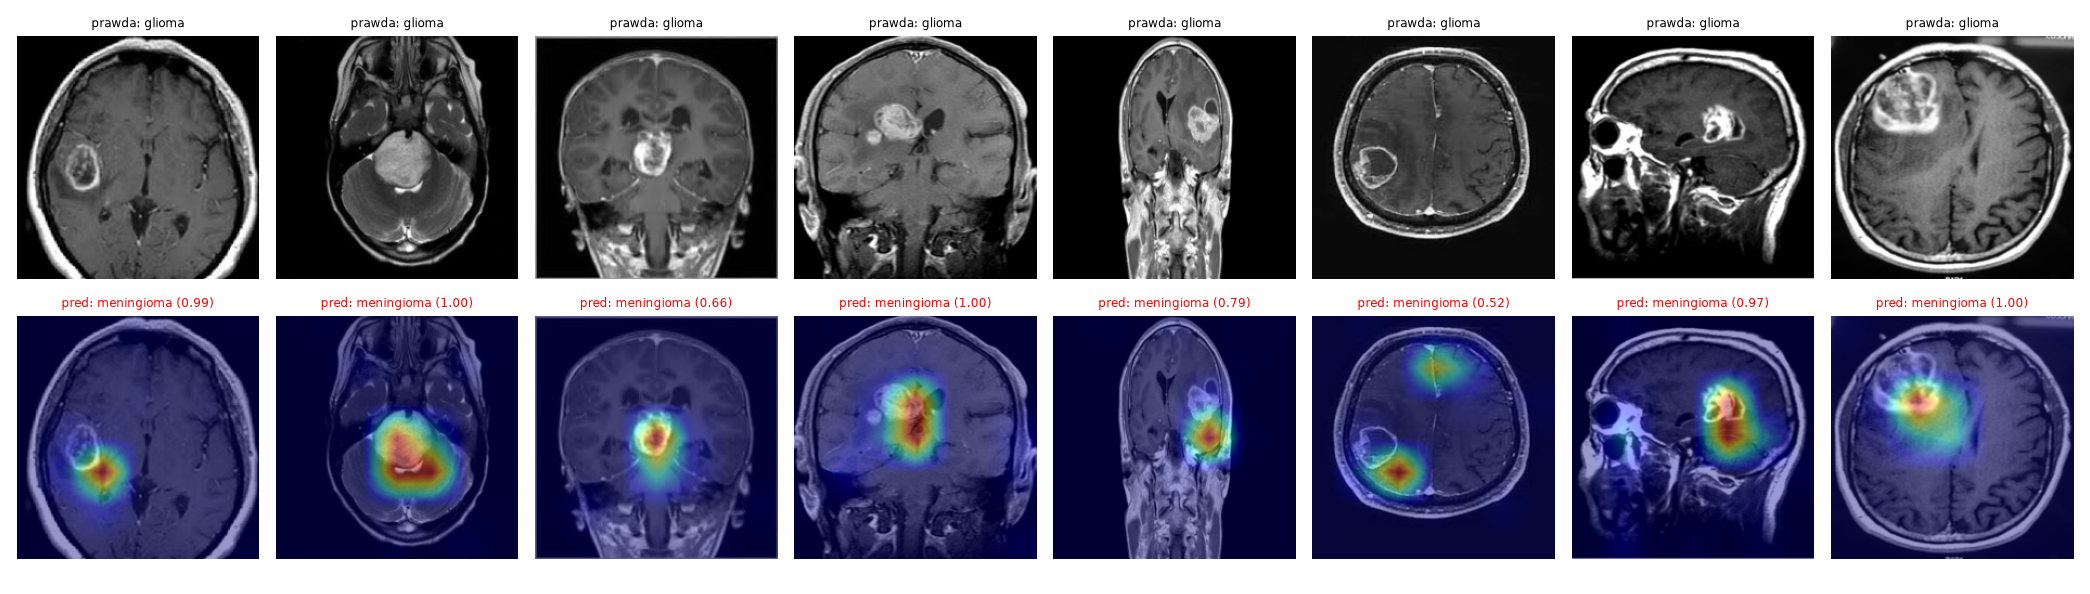 prawda: glioma
prawda: glioma
prawda: glioma
prawda: glioma
prawda: glioma
prawda: glioma
prawda: glioma
prawda: glioma
pred: meningioma (0.99)
pred: meningioma (1.00)
pred: meningioma (0.66)
pred: meningioma (1.00)
pred: meningioma (0.79)
pred: meningioma (0.52)
pred: meningioma (0.97)
pred: meningioma (1.00)